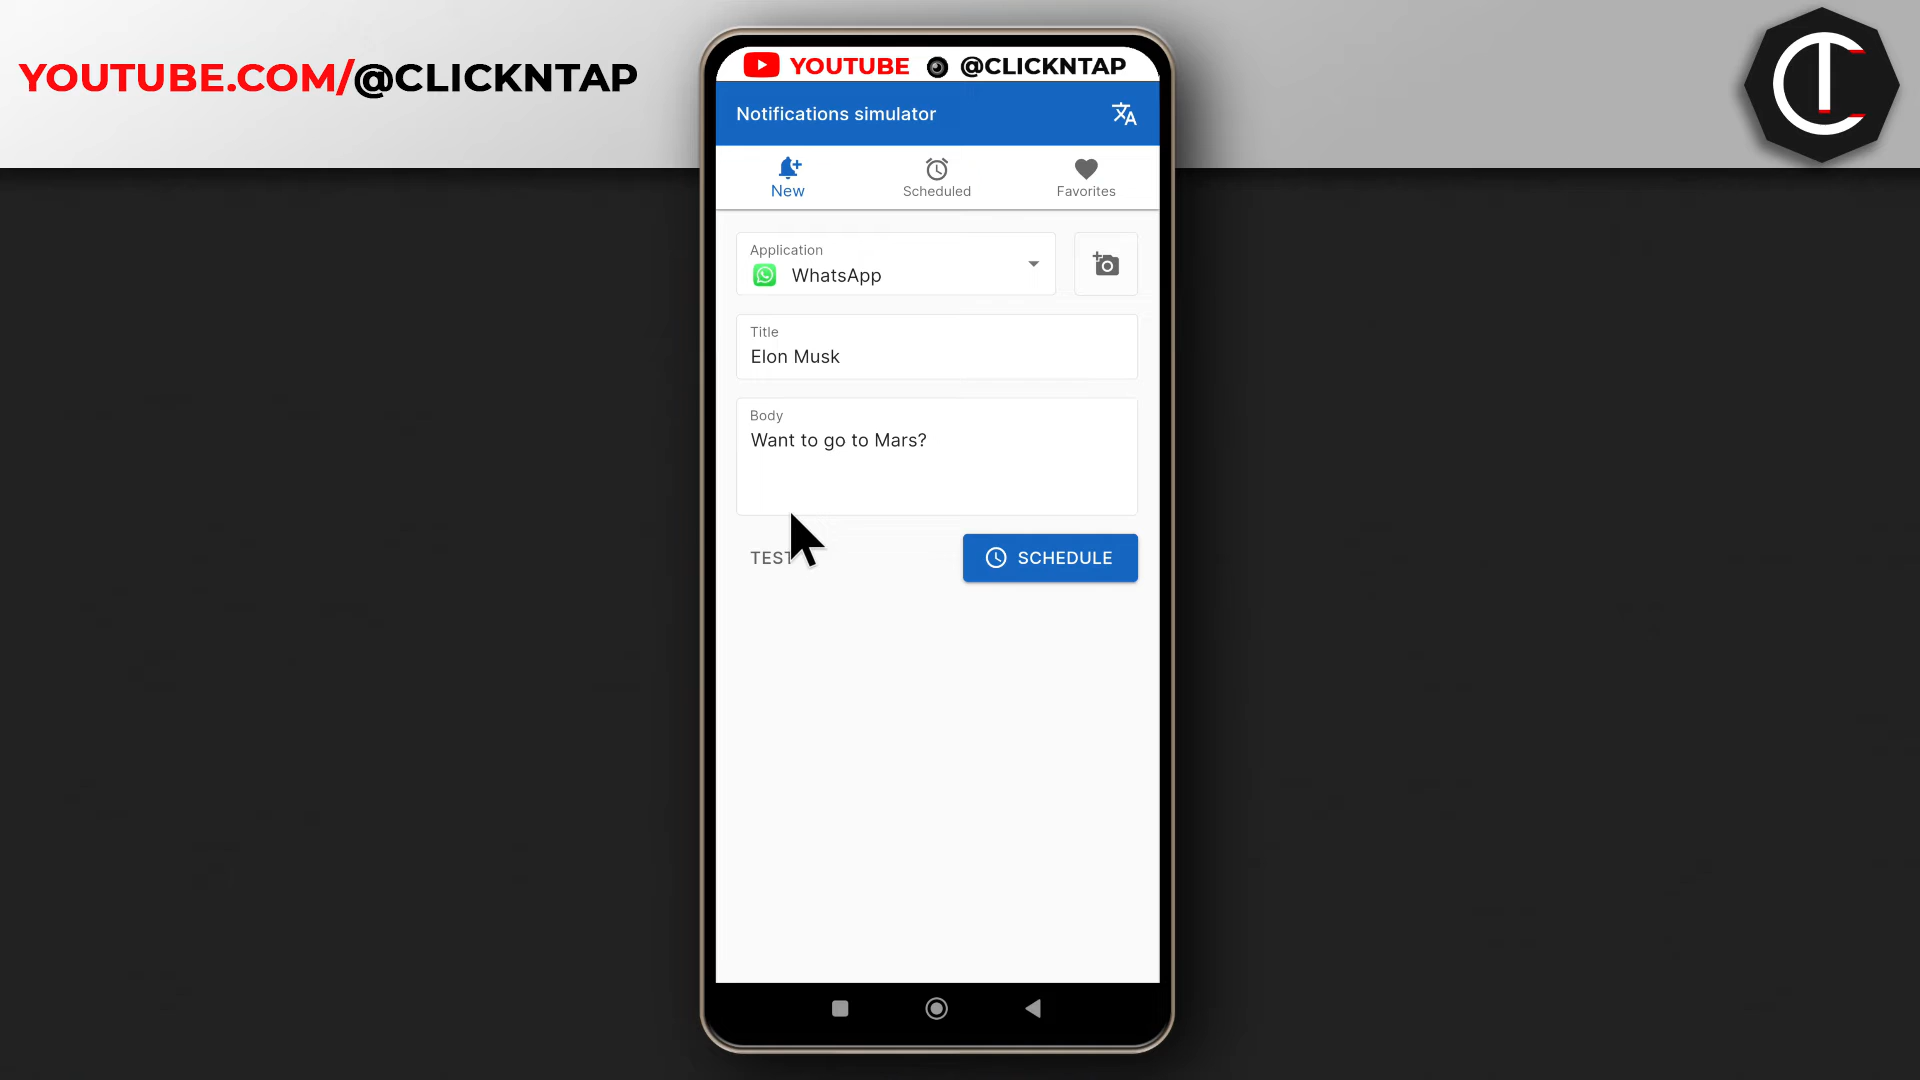 YOUTUBE.COM/@CLICKNTAP
YOUTUBE @CLICKNTAP
Notifications simulator
New
Scheduled
Favorites
Application
WhatsApp
Title
Elon Musk
Body
Want to go to Mars?
TEST
SCHEDULE